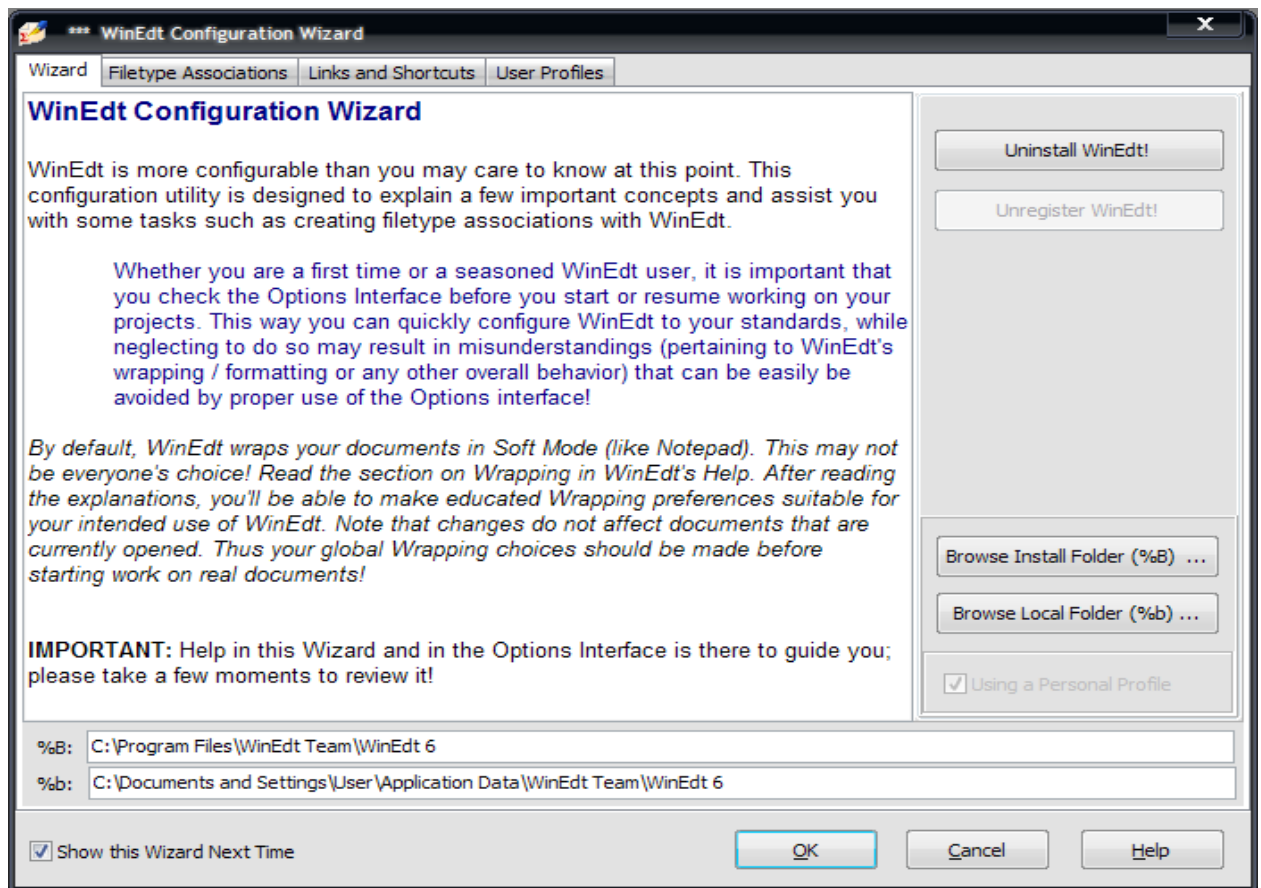 *** WinEdt Configuration Wizard
X
Wizard Filetype Associations Links and Shortcuts User Profiles
WinEdt Configuration Wizard
WinEdt is more configurable than you may care to know at this point. This
configuration utility is designed to explain a few important concepts and assist you
with some tasks such as creating filetype associations with WinEdt.
Whether you are a first time or a seasoned WinEdt user, it is important that
you check the Options Interface before you start or resume working on your
projects. This way you can quickly configure WinEdt to your standards, while
neglecting to do so may result in misunderstandings (pertaining to WinEdt's
wrapping / formatting or any other overall behavior) that can be easily be
avoided by proper use of the Options interface!
By default, WinEdt wraps your documents in Soft Mode (like Notepad). This may not
be everyone's choice! Read the section on Wrapping in WinEdt's Help. After reading
the explanations, you'll be able to make educated Wrapping preferences suitable for
your intended use of WinEdt. Note that changes do not affect documents that are
currently opened. Thus your global Wrapping choices should be made before
starting work on real documents!
IMPORTANT: Help in this Wizard and in the Options Interface is there to guide you;
please take a few moments to review it!
Uninstall WinEdt!
Unregister WinEdt!
Browse Install Folder (%B) ...
Browse Local Folder (%b) ...
Using a Personal Profile
%B: C:\Program Files\WinEdt Team\WinEdt 6
%b: C:\Documents and Settings\User\Application Data\WinEdt Team\WinEdt 6
Show this Wizard Next Time
OK
Cancel
Help